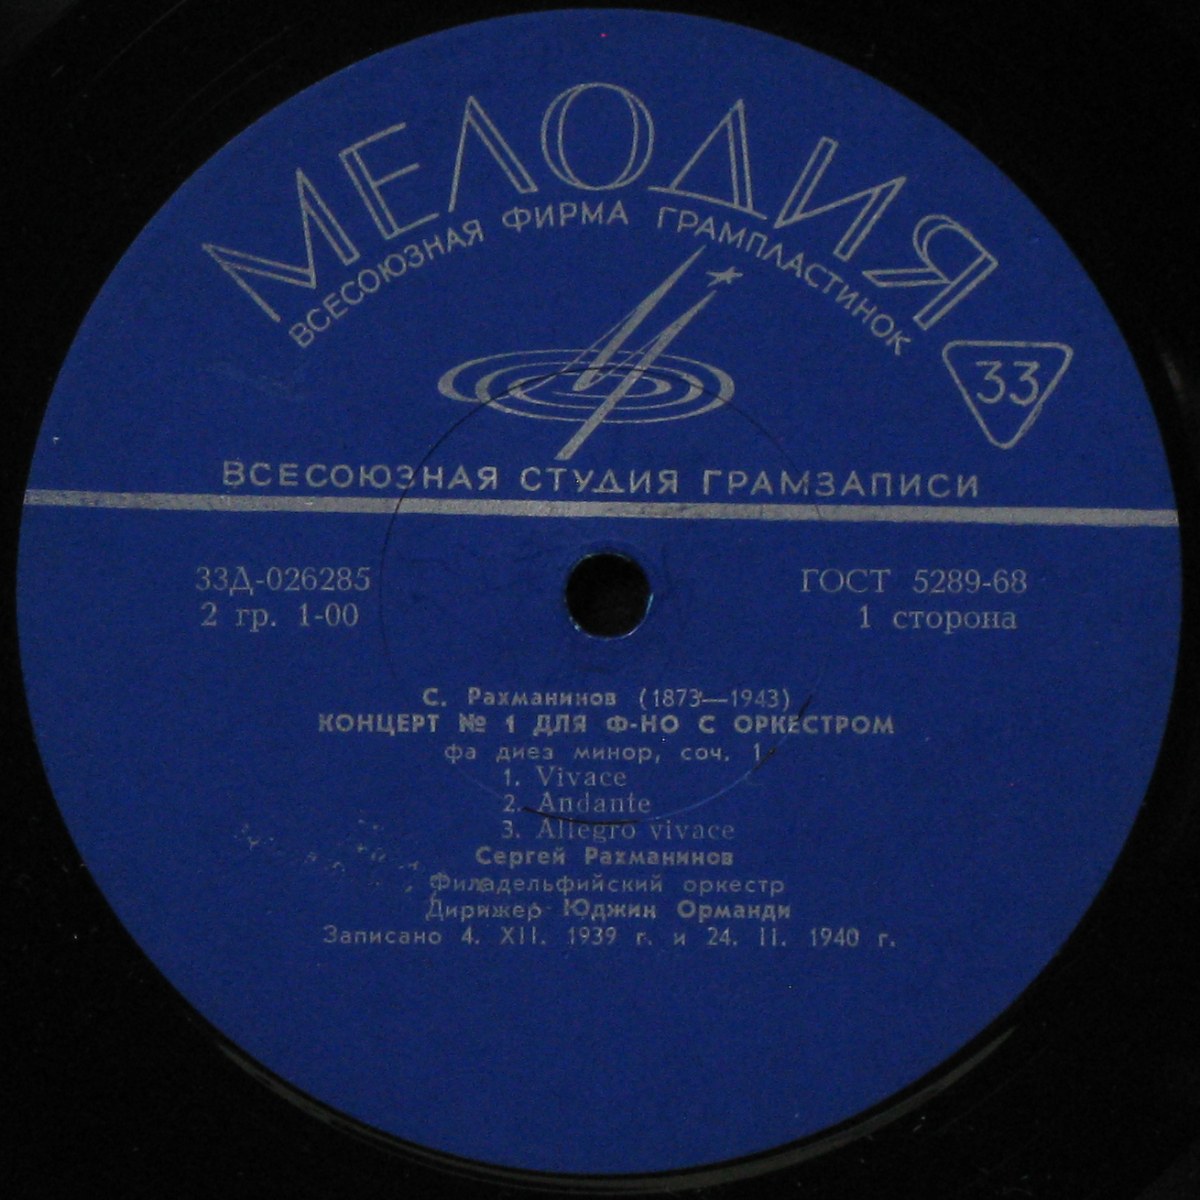 МЕЛОДИЯ
ВСЕСОЮЗНАЯ ФИРМА ГРАМПЛАСТИНОК
33
ВСЕСОЮЗНАЯ СТУДИЯ ГРАМЗАПИСИ
33Д-026285
ГОСТ 5289-68
2 гр. 1-00
1 сторона
С. Рахманинов (1873—1943)
КОНЦЕРТ № 1 ДЛЯ Ф-НО С ОРКЕСТРОМ
фа диез минор, соч. 1
1. Vivace
2. Andante
3. Allegro vivace
Сергей Рахманинов
Филадельфийский оркестр
Дирижер Юджин Орманди
Записано 4. XII. 1939 г. и 24. II. 1940 г.